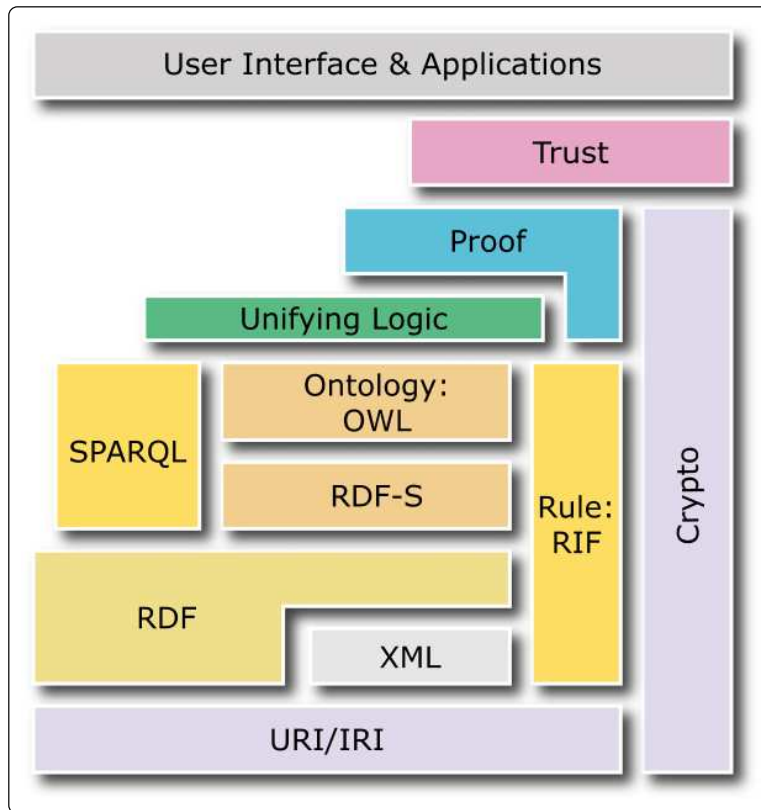 User Interface & Applications
Trust
Proof
Unifying Logic
Ontology:
OWL
SPARQL
RDF-S
Rule:
RIF
Crypto
RDF
XML
URI/IRI